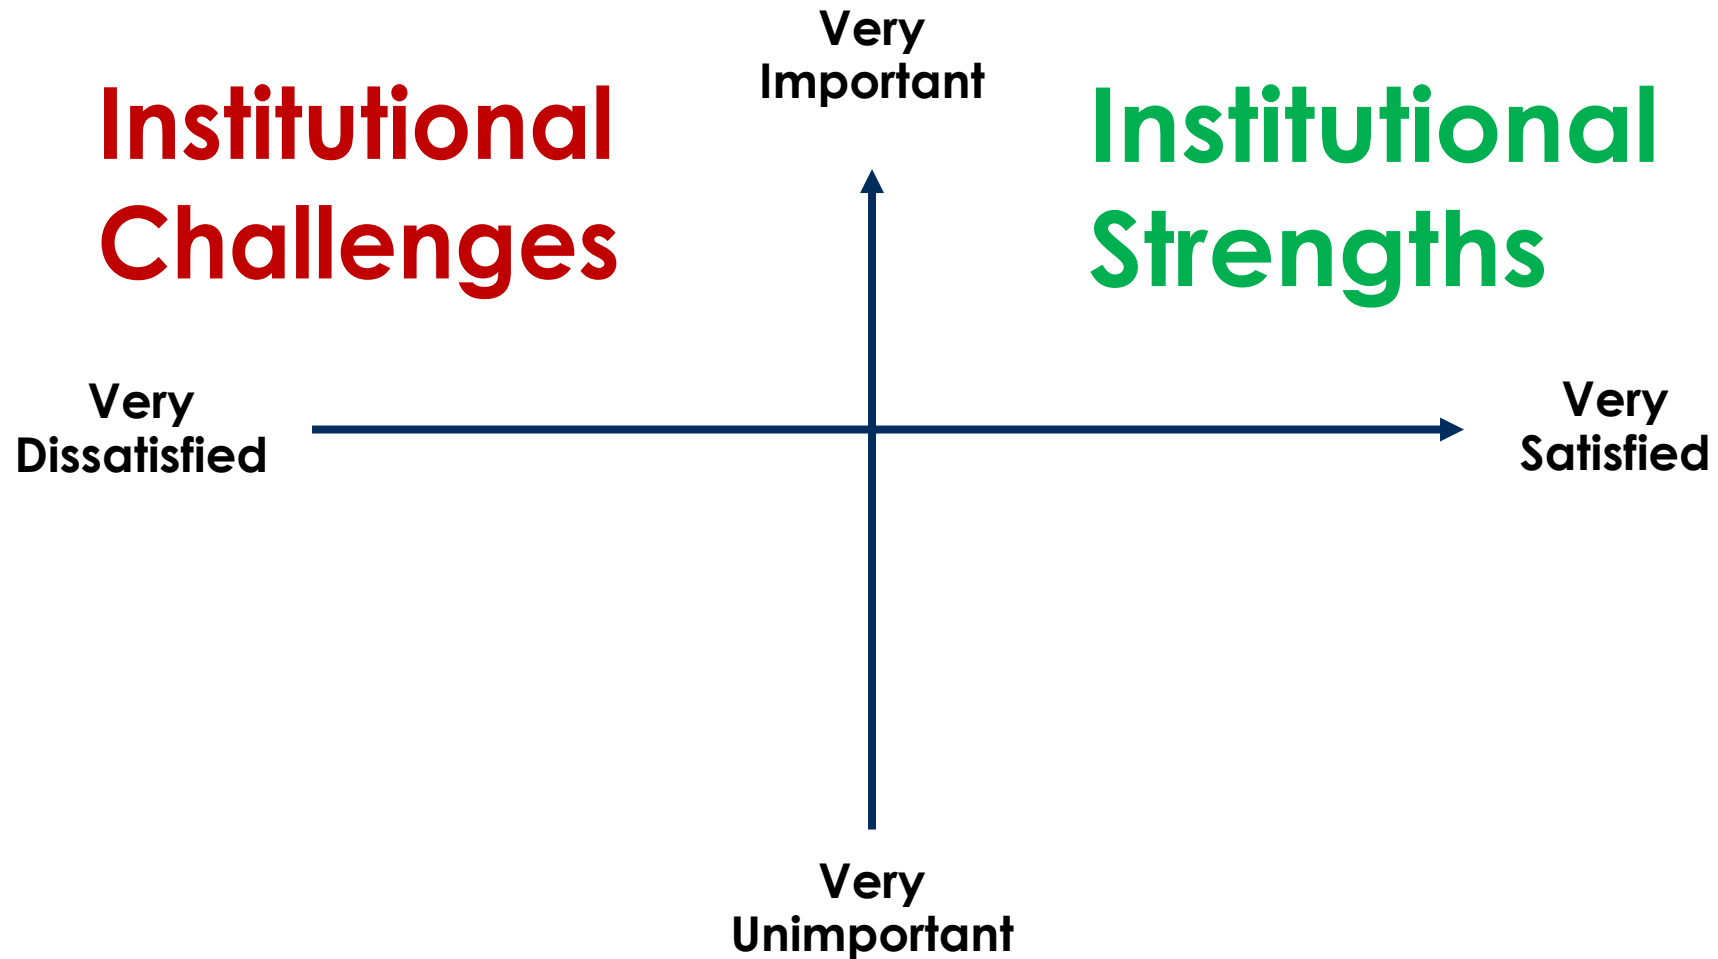 Very
Important
Institutional
Challenges
Institutional
Strengths
Very
Dissatisfied
Very
Satisfied
Very
Unimportant